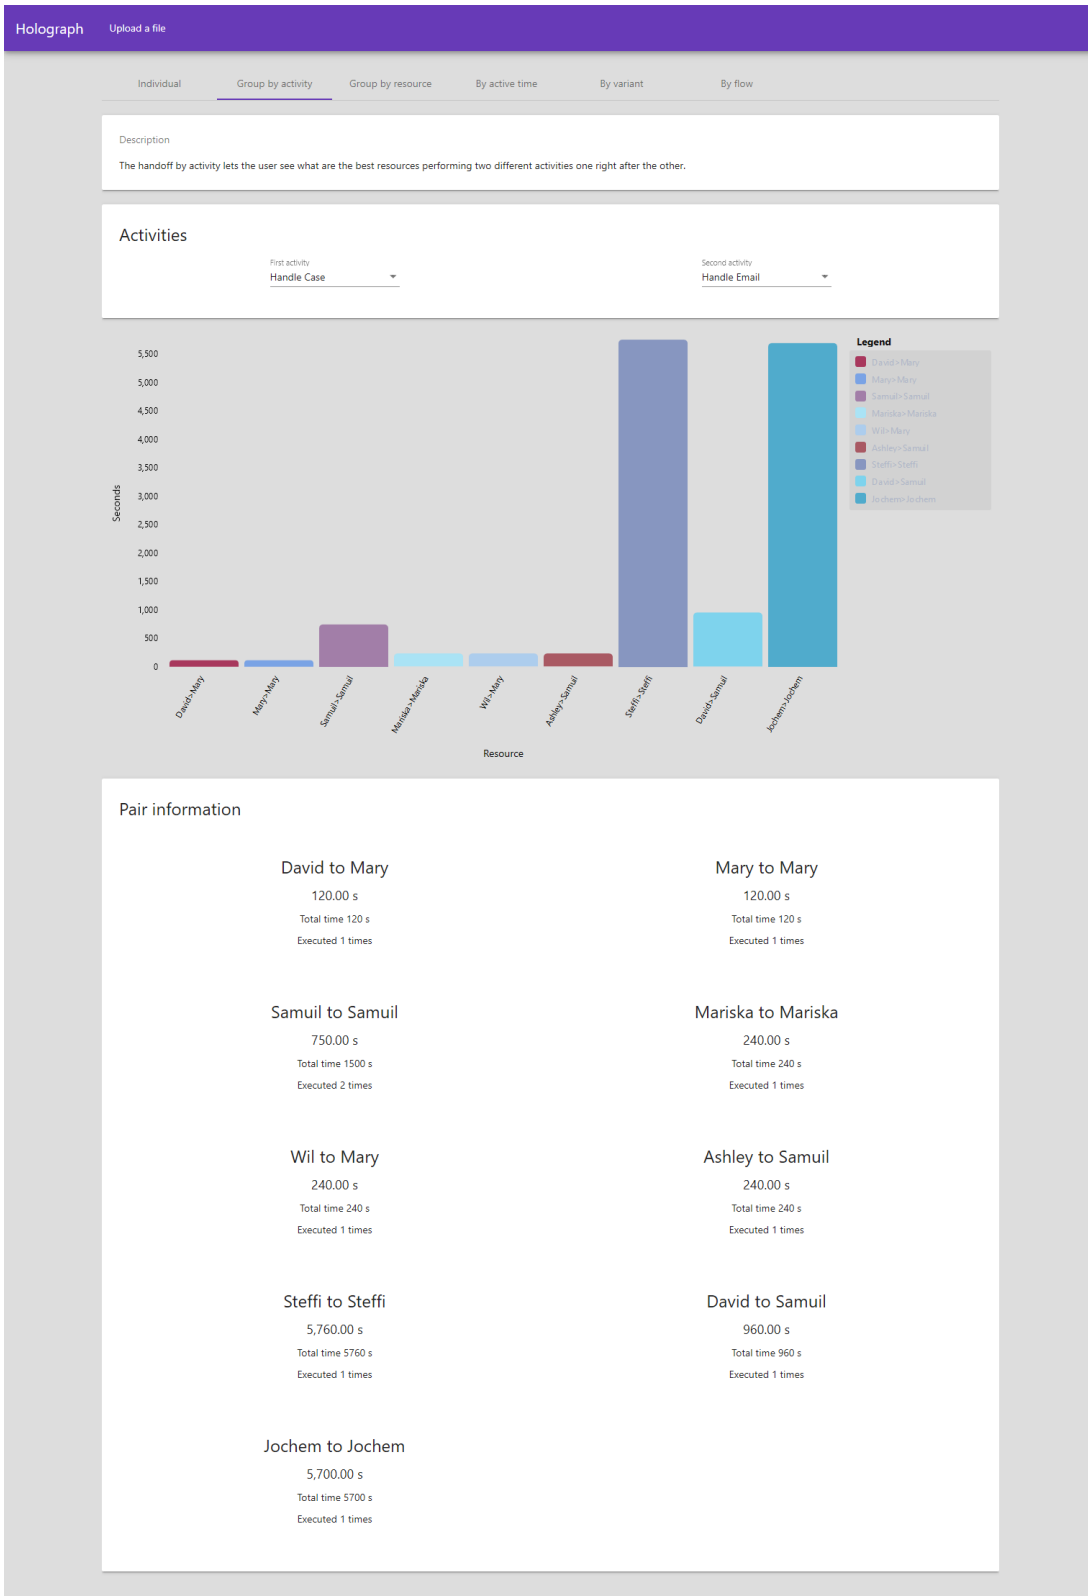 Holograph Upload a file
Individual Group by activity Group by resource By active time By variant By flow
Description
The handoff by activity lets the user see what are the best resources performing two different activities one right after the other.
Activities
First activity Second activity
Handle Case Handle Email
Legend
David>Mary
Mary>Mary
Samuil>Samuil
Mariska>Mariska
Wil>Mary
Ashley>Samuil
Steffi>Steffi
David>Samuil
Jochem>Jochem
Seconds
5,500
5,000
4,500
4,000
3,500
3,000
2,500
2,000
1,500
1,000
500
0
David>Mary Mary>Mary Samuil>Samuil Mariska>Mariska Wil>Mary Ashley>Samuil Steffi>Steffi David>Samuil Jochem>Jochem
Resource
Pair information
David to Mary
120.00 s
Total time 120 s
Executed 1 times
Mary to Mary
120.00 s
Total time 120 s
Executed 1 times
Samuil to Samuil
750.00 s
Total time 1500 s
Executed 2 times
Mariska to Mariska
240.00 s
Total time 240 s
Executed 1 times
Wil to Mary
240.00 s
Total time 240 s
Executed 1 times
Ashley to Samuil
240.00 s
Total time 240 s
Executed 1 times
Steffi to Steffi
5,760.00 s
Total time 5760 s
Executed 1 times
David to Samuil
960.00 s
Total time 960 s
Executed 1 times
Jochem to Jochem
5,700.00 s
Total time 5700 s
Executed 1 times